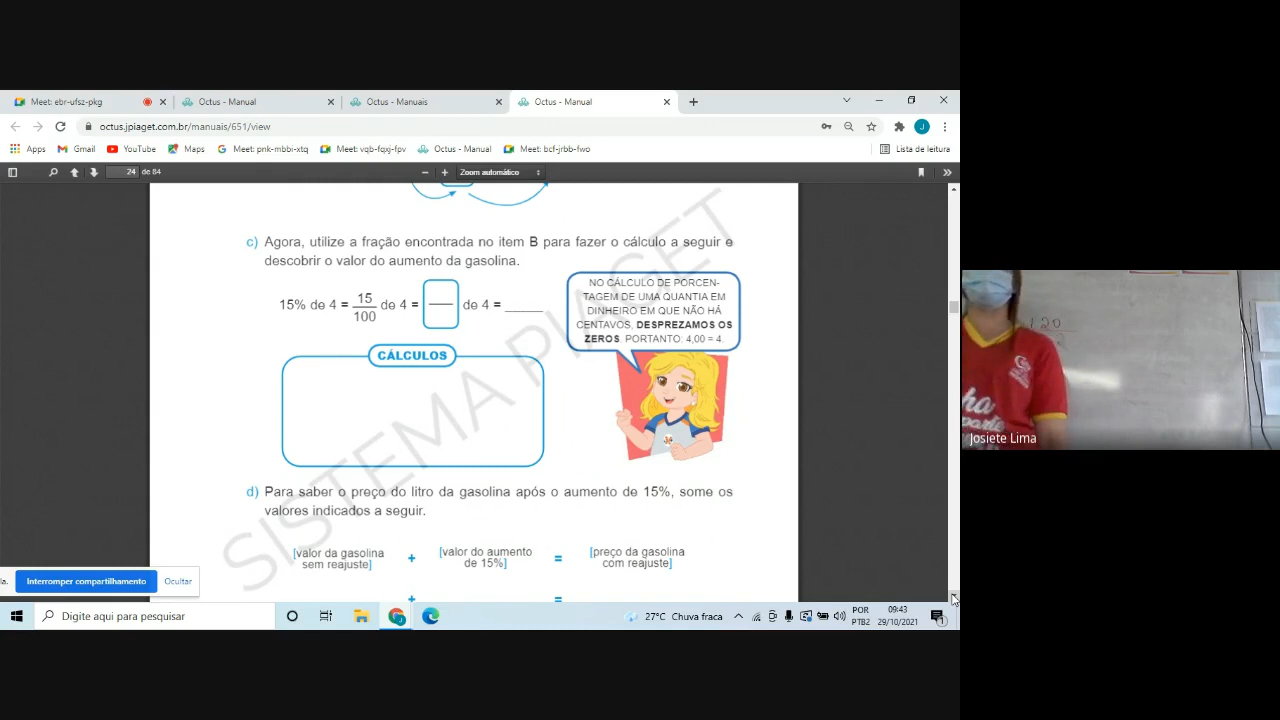 Meet: ebr-ufsz-pkg
Octus - Manual
Octus - Manuais
Octus - Manual
octus.jpiaget.com.br/manuais/651/view
Apps Gmail YouTube Maps Meet: pnk-mbbi-xtq Meet: vqb-fqxj-fpv Octus - Manual Meet: bcf-jrbb-fwo Lista de leitura
24 de 84 Zoom automático
c) Agora, utilize a fração encontrada no item B para fazer o cálculo a seguir e
descobrir o valor do aumento da gasolina.
15% de 4 = 15/100 de 4 = de 4 =
NO CÁLCULO DE PORCEN-
TAGEM DE UMA QUANTIA EM
DINHEIRO EM QUE NÃO HÁ
CENTAVOS, DESPREZAMOS OS
ZEROS. PORTANTO: 4,00 = 4.
CÁLCULOS
d) Para saber o preço do litro da gasolina após o aumento de 15%, some os
valores indicados a seguir.
[valor da gasolina
sem reajuste]
+
[valor do aumento
de 15%]
=
[preço da gasolina
com reajuste]
+ =
SISTEMA PIAGET
la. Interromper compartilhamento Ocultar
Digite aqui para pesquisar
27°C Chuva fraca
POR
PTB2
09:43
29/10/2021
120
2
Josiete Lima